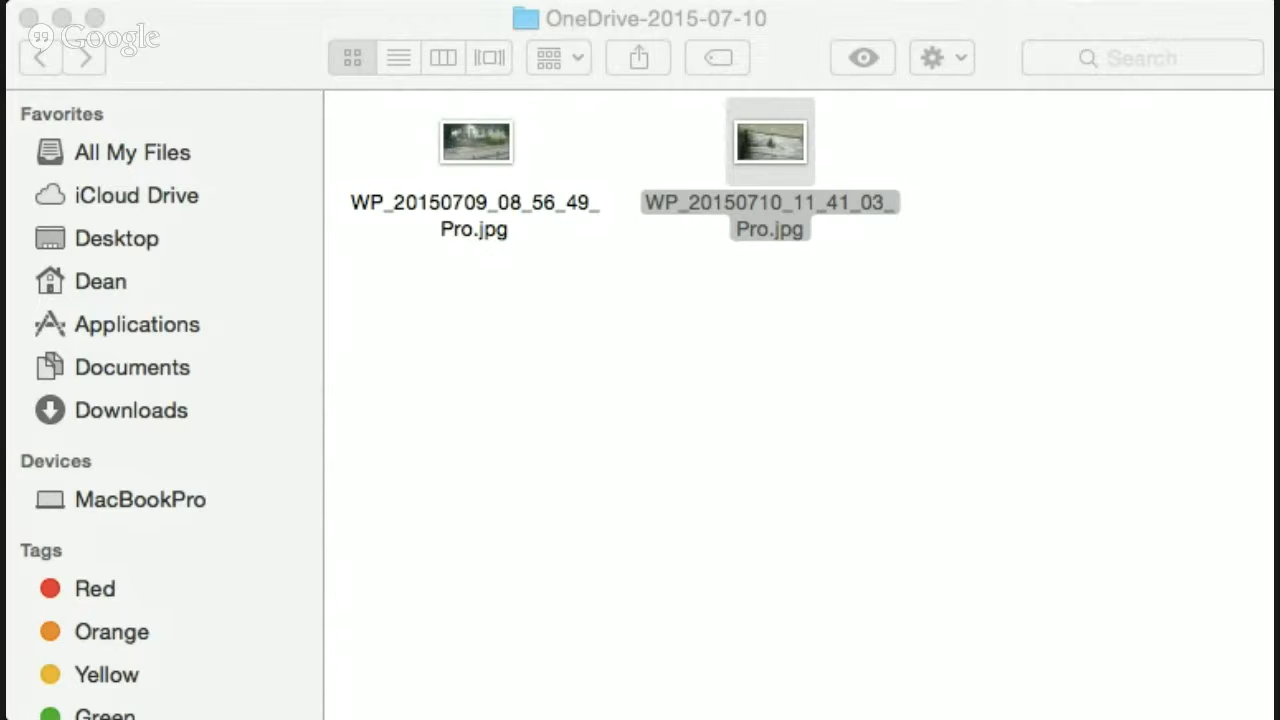 OneDrive-2015-07-10
Google
Search
Favorites
All My Files
iCloud Drive
Desktop
Dean
Applications
Documents
Downloads
Devices
MacBookPro
Tags
Red
Orange
Yellow
Green
WP_20150709_08_56_49_
Pro.jpg
WP_20150710_11_41_03_
Pro.jpg